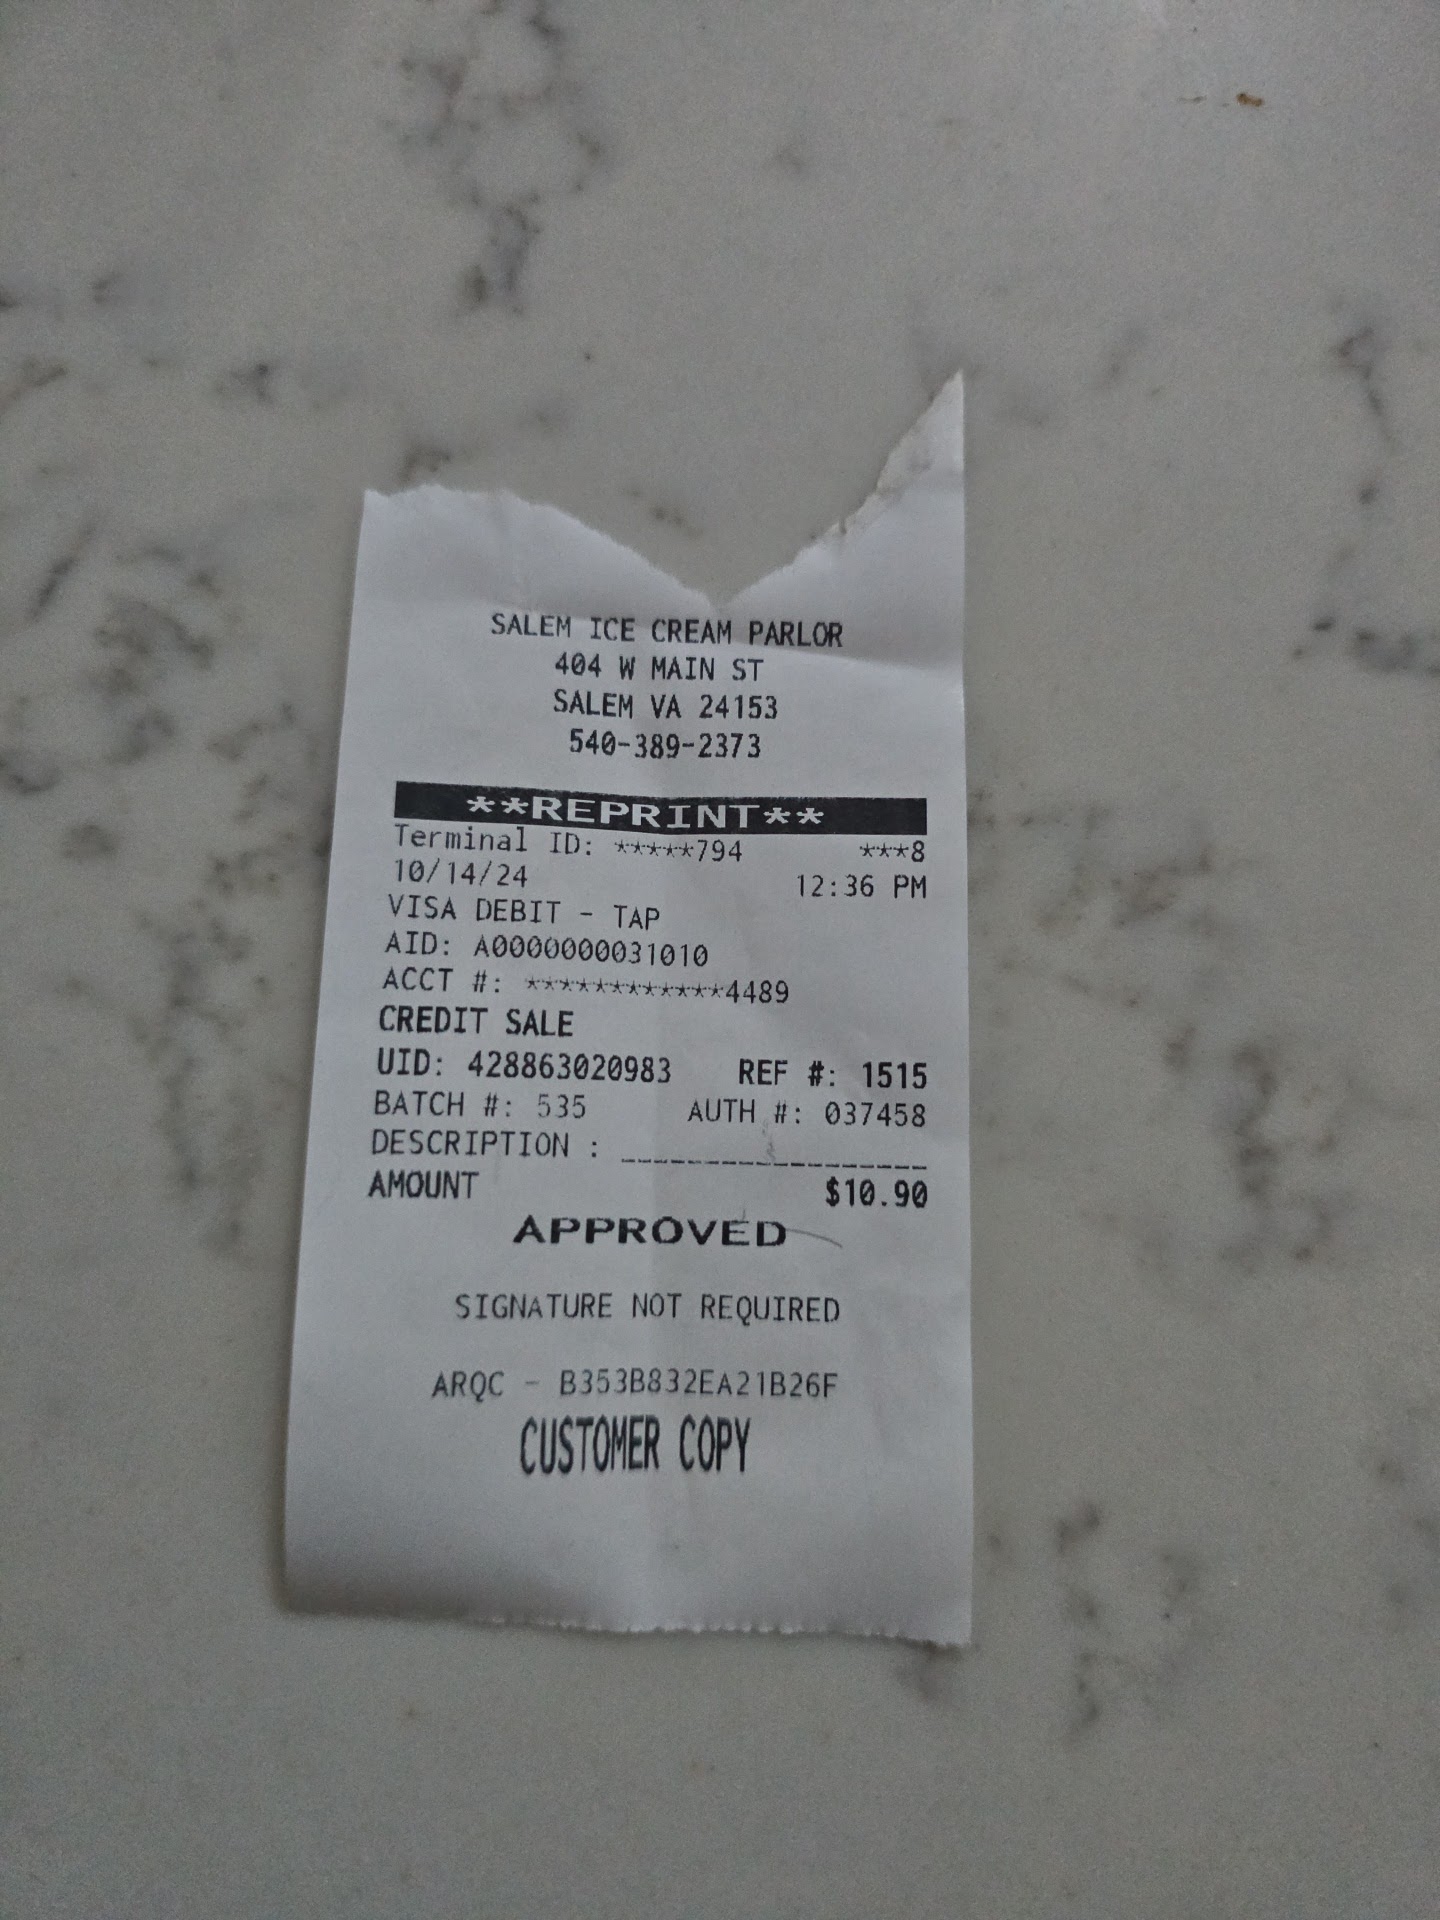 SALEM ICE CREAM PARLOR
404 W MAIN ST
SALEM VA 24153
540-389-2373
**REPRINT**
Terminal ID: *****794 ***8
10/14/24 12:36 PM
VISA DEBIT - TAP
AID: A0000000031010
ACCT #: ************4489
CREDIT SALE
UID: 428863020983 REF #: 1515
BATCH #: 535 AUTH #: 037458
DESCRIPTION : ___________________
AMOUNT $10.90
APPROVED
SIGNATURE NOT REQUIRED
ARQC - B353B832EA21B26F
CUSTOMER COPY